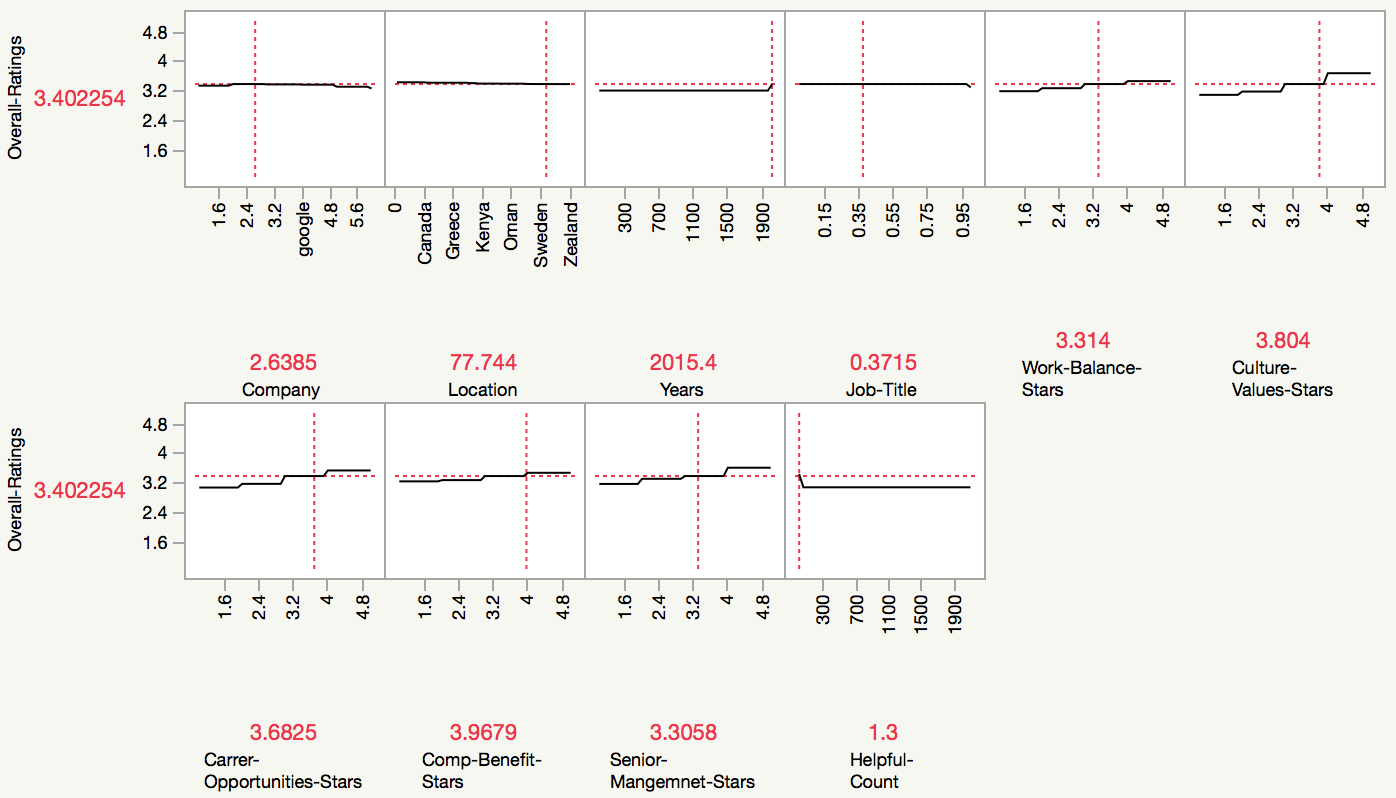 Overall-Ratings
3.402254
4.8
4
3.2
2.4
1.6
1.6 2.4 3.2 google 4.8 5.6
0 Canada Greece Kenya Oman Sweden Zealand
300 700 1100 1500 1900
0.15 0.35 0.55 0.75 0.95
1.6 2.4 3.2 4 4.8
1.6 2.4 3.2 4 4.8
2.6385
Company
77.744
Location
2015.4
Years
0.3715
Job-Title
3.314
Work-Balance-
Stars
3.804
Culture-
Values-Stars
Overall-Ratings
3.402254
4.8
4
3.2
2.4
1.6
1.6 2.4 3.2 4 4.8
1.6 2.4 3.2 4 4.8
1.6 2.4 3.2 4 4.8
300 700 1100 1500 1900
3.6825
Carrer-
Opportunities-Stars
3.9679
Comp-Benefit-
Stars
3.3058
Senior-
Mangemnet-Stars
1.3
Helpful-
Count